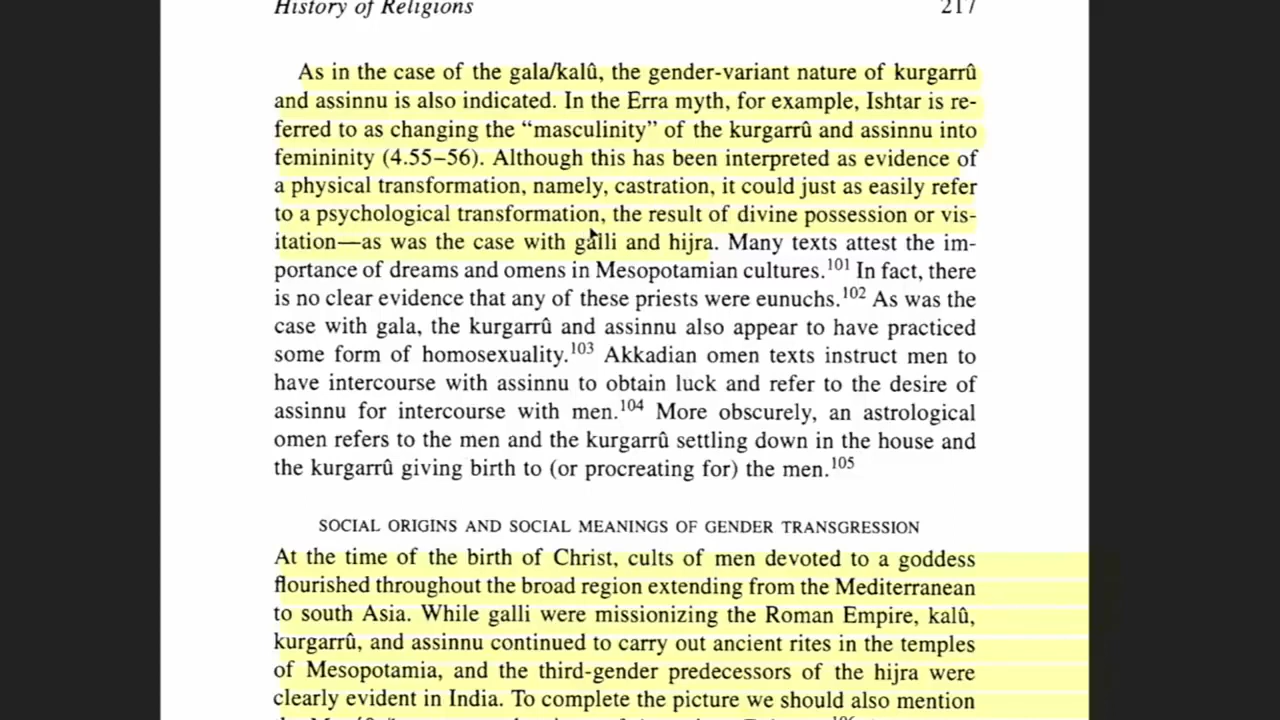 History of Religions 217
As in the case of the gala/kalû, the gender-variant nature of kurgarrû
and assinnu is also indicated. In the Erra myth, for example, Ishtar is re-
ferred to as changing the “masculinity” of the kurgarrû and assinnu into
femininity (4.55–56). Although this has been interpreted as evidence of
a physical transformation, namely, castration, it could just as easily refer
to a psychological transformation, the result of divine possession or vis-
itation—as was the case with galli and hijra. Many texts attest the im-
portance of dreams and omens in Mesopotamian cultures.101 In fact, there
is no clear evidence that any of these priests were eunuchs.102 As was the
case with gala, the kurgarrû and assinnu also appear to have practiced
some form of homosexuality.103 Akkadian omen texts instruct men to
have intercourse with assinnu to obtain luck and refer to the desire of
assinnu for intercourse with men.104 More obscurely, an astrological
omen refers to the men and the kurgarrû settling down in the house and
the kurgarrû giving birth to (or procreating for) the men.105
SOCIAL ORIGINS AND SOCIAL MEANINGS OF GENDER TRANSGRESSION
At the time of the birth of Christ, cults of men devoted to a goddess
flourished throughout the broad region extending from the Mediterranean
to south Asia. While galli were missionizing the Roman Empire, kalû,
kurgarrû, and assinnu continued to carry out ancient rites in the temples
of Mesopotamia, and the third-gender predecessors of the hijra were
clearly evident in India. To complete the picture we should also mention